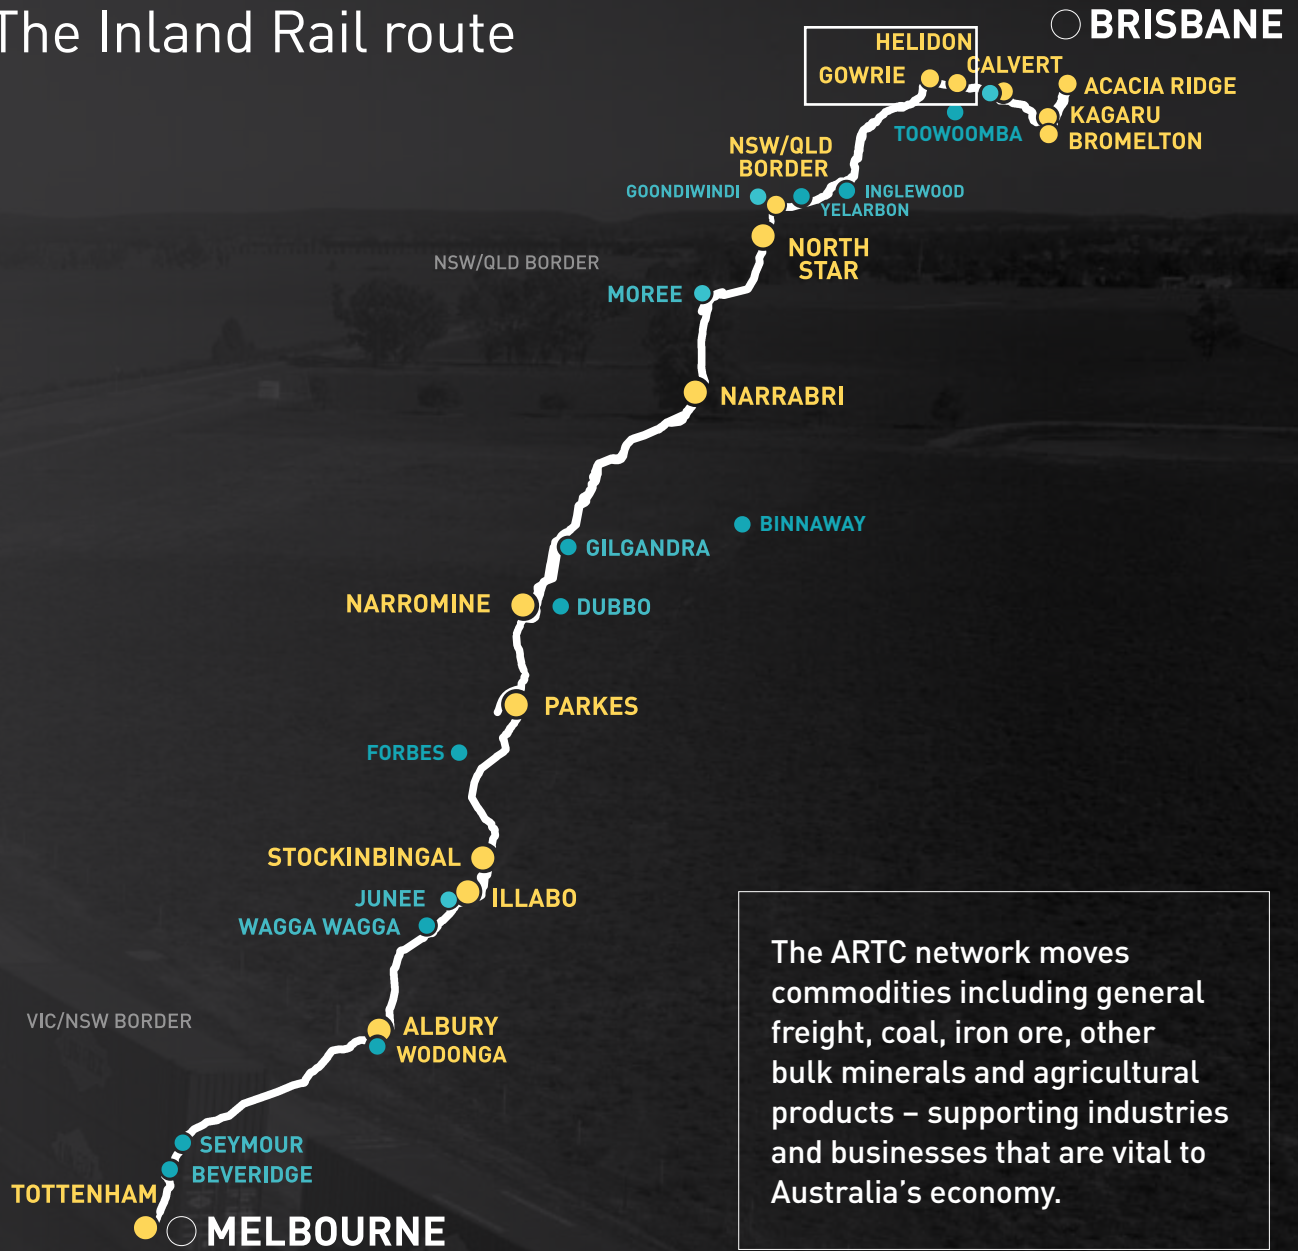 The Inland Rail route
BRISBANE
HELIDON
GOWRIE
CALVERT
ACACIA RIDGE
KAGARU
BROMELTON
TOOWOOMBA
NSW/QLD
BORDER
GOONDIWINDI
INGLEWOOD
YELARBON
NORTH
STAR
NSW/QLD BORDER
MOREE
NARRABRI
BINNAWAY
GILGANDRA
NARROMINE
DUBBO
PARKES
FORBES
STOCKINBINGAL
JUNEE
ILLABO
WAGGA WAGGA
VIC/NSW BORDER
ALBURY
WODONGA
SEYMOUR
BEVERIDGE
TOTTENHAM
MELBOURNE
The ARTC network moves
commodities including general
freight, coal, iron ore, other
bulk minerals and agricultural
products – supporting industries
and businesses that are vital to
Australia’s economy.